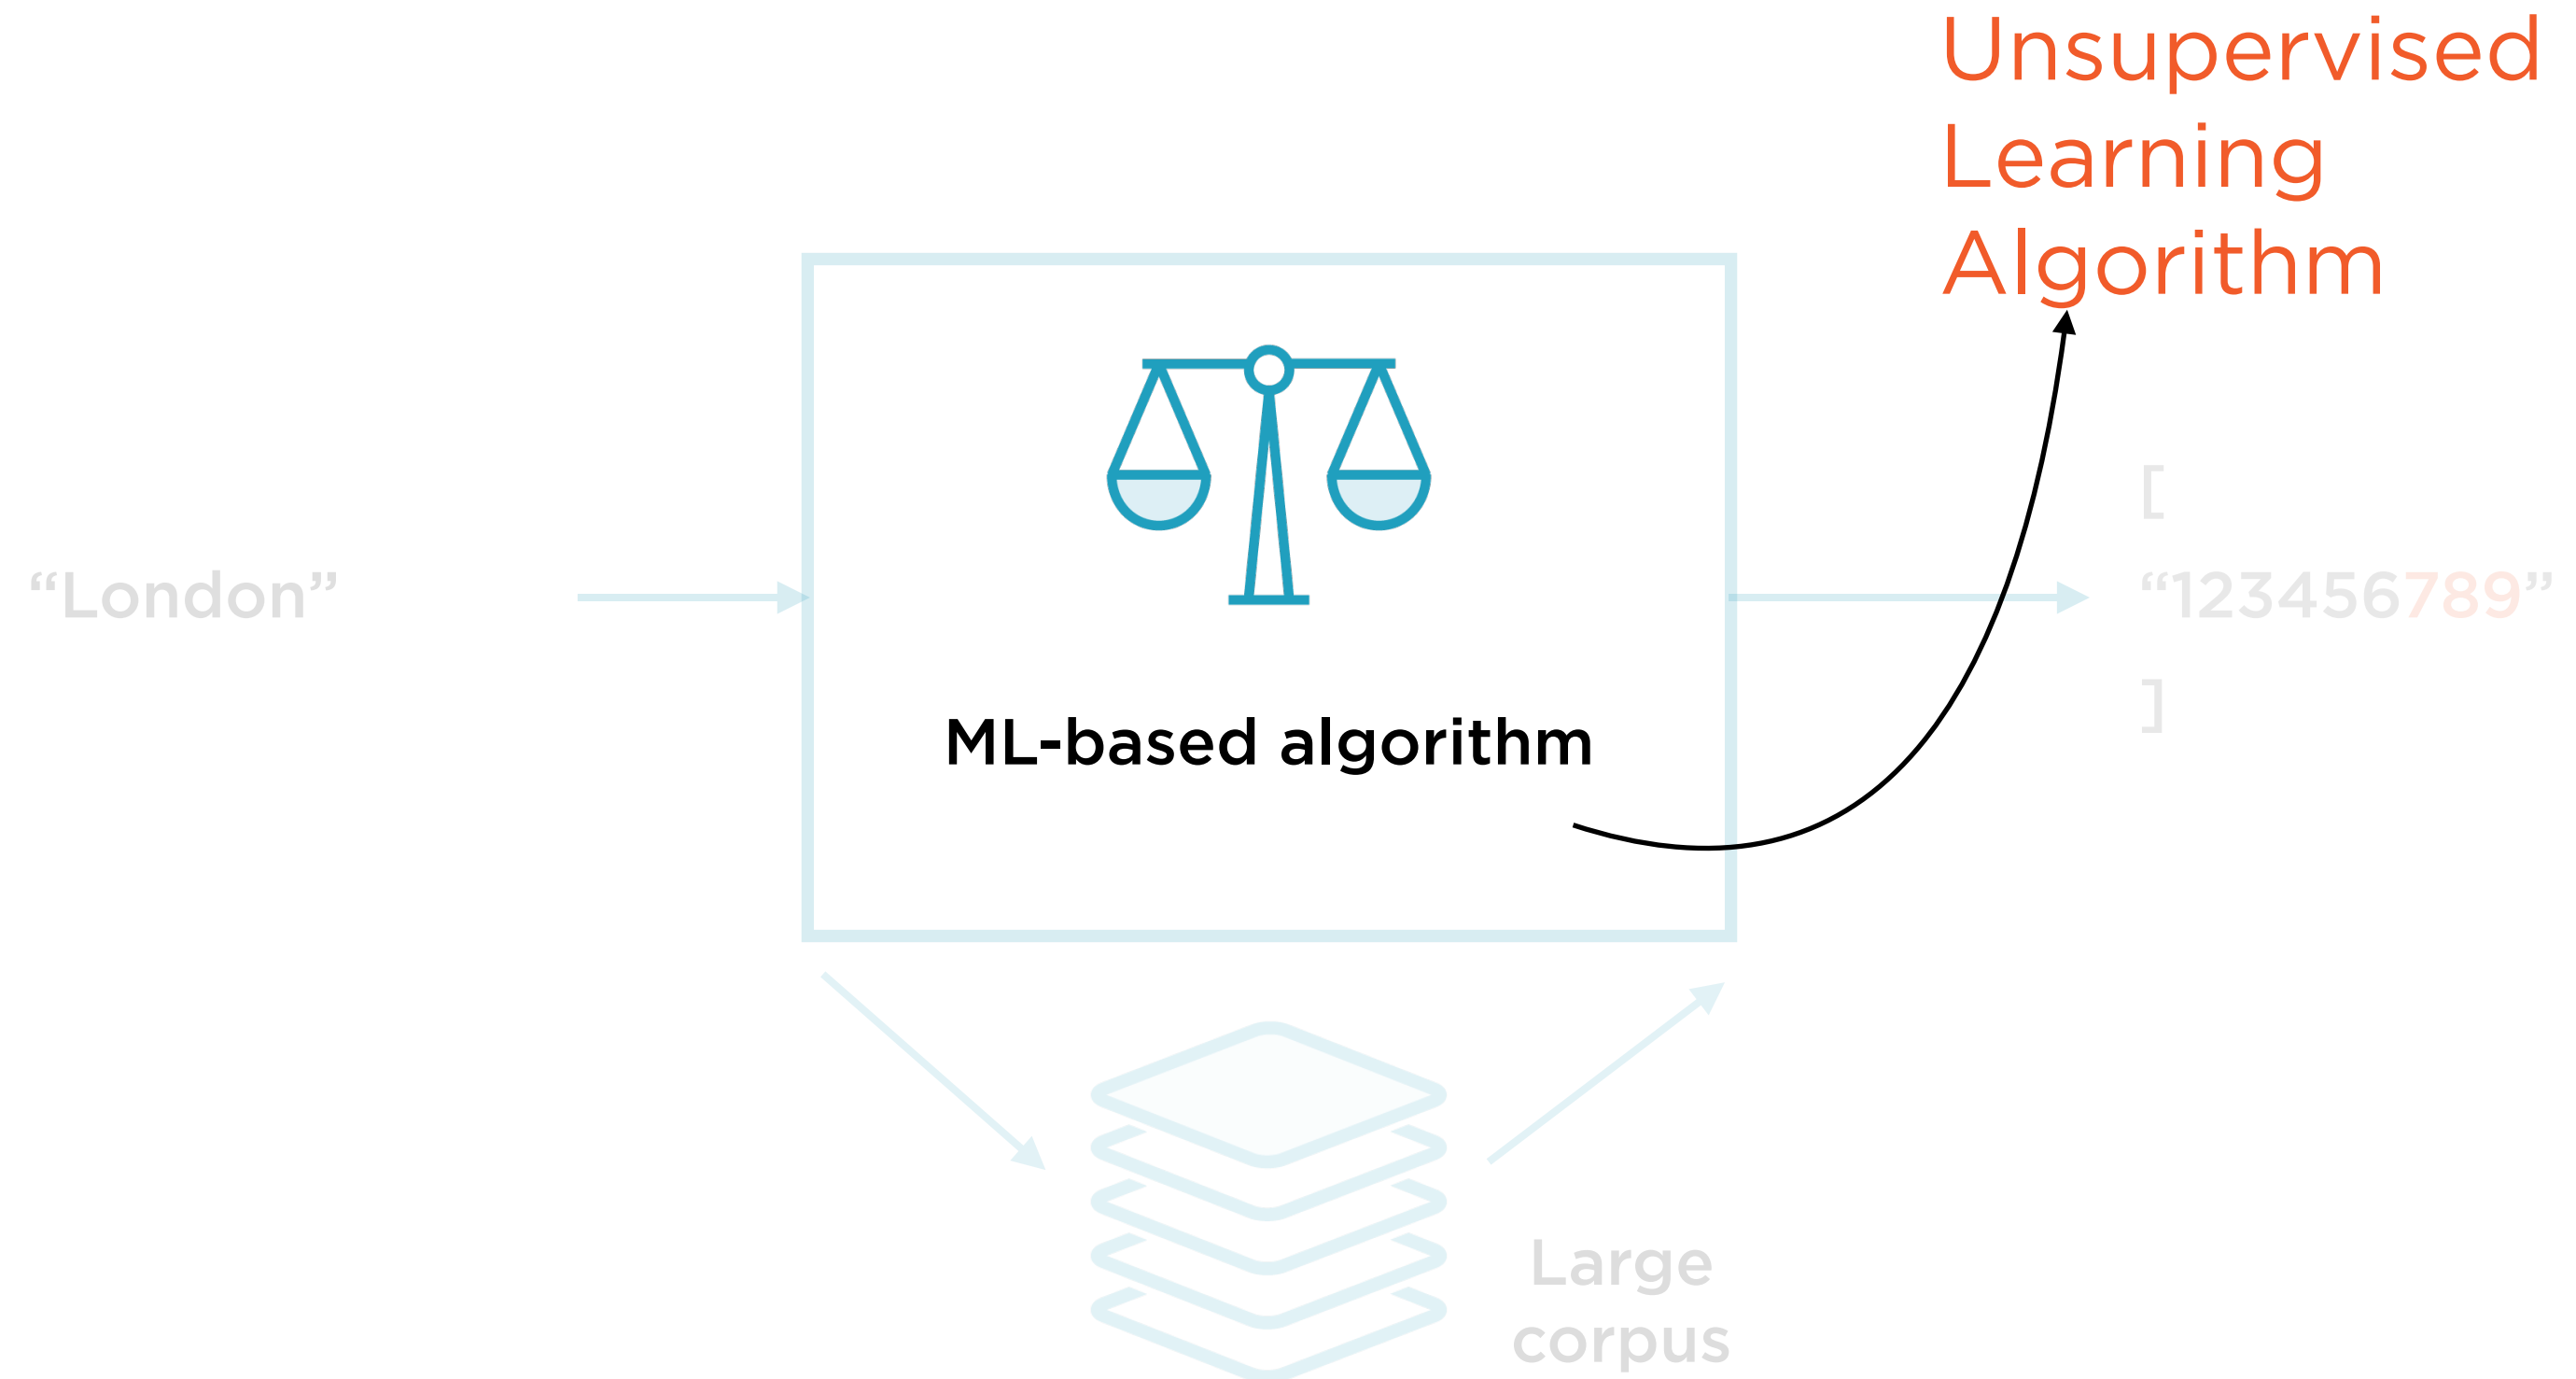 Unsupervised
Learning
Algorithm
“London”
ML-based algorithm
[
“123456789”
]
Large
corpus